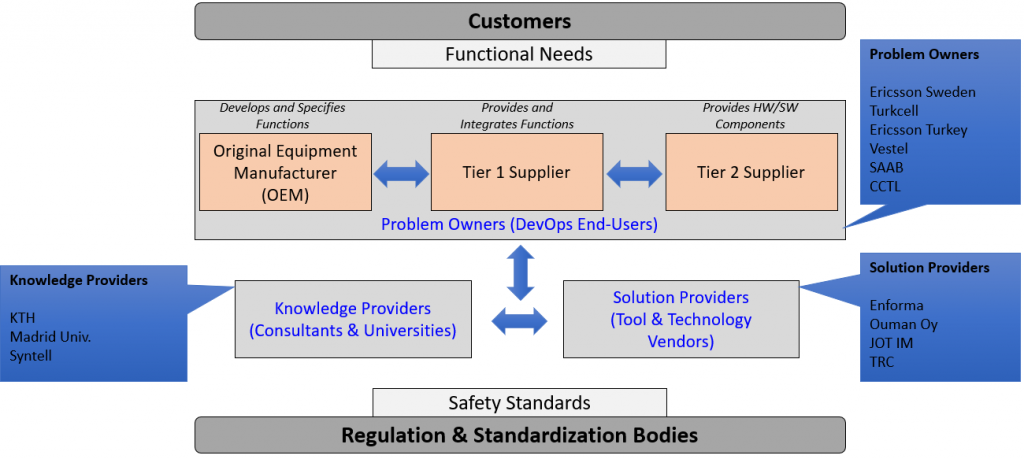 Customers
Functional Needs
Problem Owners
Ericsson Sweden
Turkcell
Ericsson Turkey
Vestel
SAAB
CCTL
Develops and Specifies
Functions
Original Equipment
Manufacturer
(OEM)
Provides and
Integrates Functions
Tier 1 Supplier
Provides HW/SW
Components
Tier 2 Supplier
Problem Owners (DevOps End-Users)
Knowledge Providers
KTH
Madrid Univ.
Syntell
Knowledge Providers
(Consultants & Universities)
Solution Providers
(Tool & Technology
Vendors)
Solution Providers
Enforma
Ouman Oy
JOT IM
TRC
Safety Standards
Regulation & Standardization Bodies